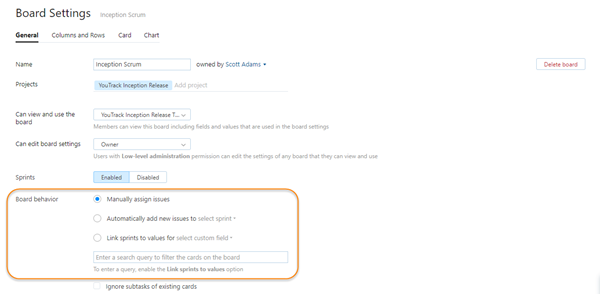 Board Settings Inception Scrum
General Columns and Rows Card Chart
Name Inception Scrum owned by Scott Adams Delete board
Projects YouTrack Inception Release Add project
Can view and use the board YouTrack Inception Release T...
Members can view this board including fields and values that are used in the board settings
Can edit board settings Owner
Users with Low-level administration permission can edit the settings of any board that they can view and use
Sprints Enabled Disabled
Board behavior Manually assign issues
Automatically add new issues to select sprint
Link sprints to values for select custom field
Enter a search query to filter the cards on the board
To enter a query, enable the Link sprints to values option
Ignore subtasks of existing cards